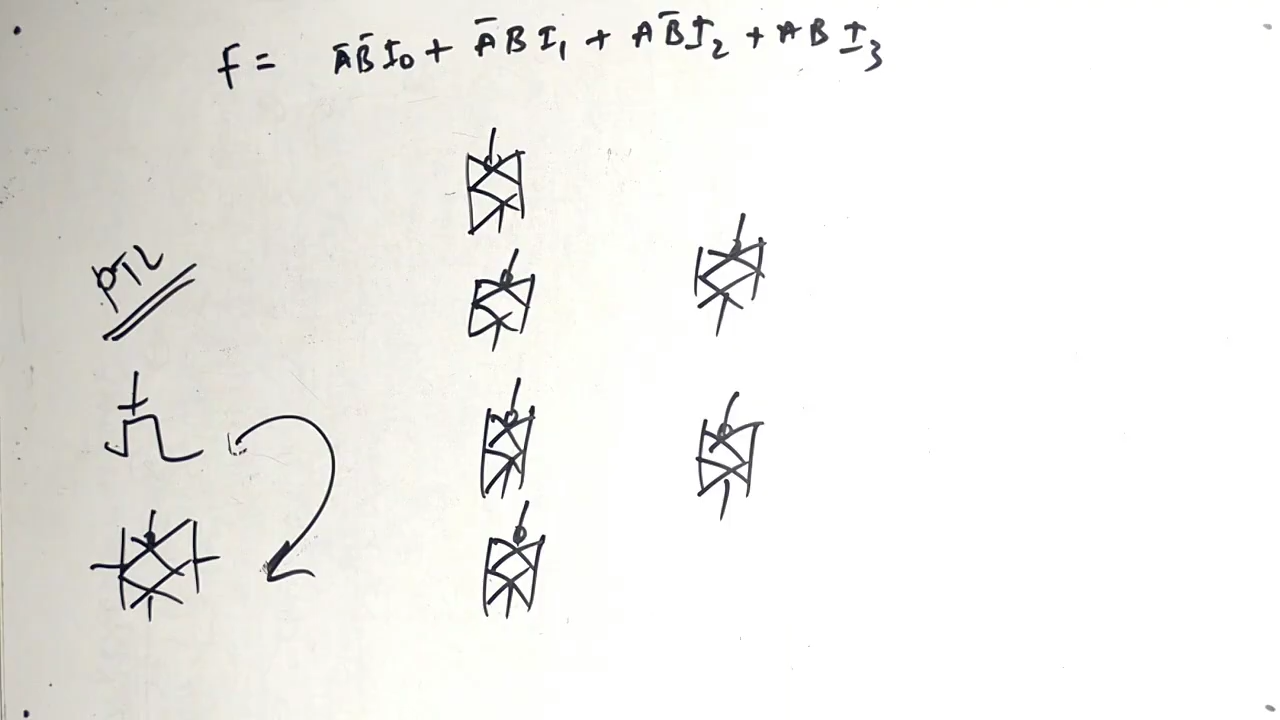 F = A̅B̅I₀ + A̅BI₁ + AB̅I₂ + ABI₃
PTL